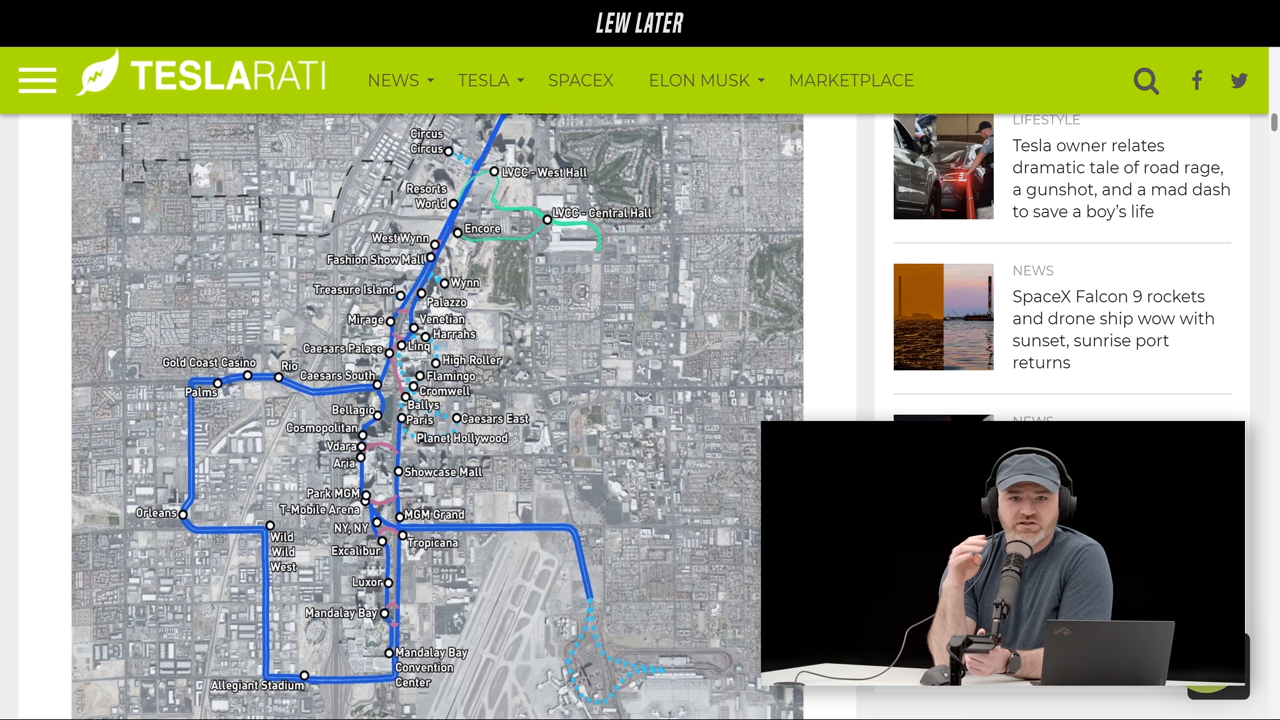 LEW LATER
TESLARATI
NEWS
TESLA
SPACEX
ELON MUSK
MARKETPLACE
Circus
Circus
LVCC - West Hall
Resorts
World
LVCC - Central Hall
Encore
West Wynn
Fashion Show Mall
Wynn
Treasure Island
Palazzo
Mirage
Venetian
Harrahs
Caesars Palace
Linq
High Roller
Gold Coast Casino
Rio
Caesars South
Flamingo
Palms
Cromwell
Ballys
Bellagio
Paris
Caesars East
Cosmopolitan
Planet Hollywood
Vdara
Aria
Showcase Mall
Park MGM
T-Mobile Arena
Orleans
MGM Grand
NY, NY
Wild
Wild
West
Tropicana
Excalibur
Luxor
Mandalay Bay
Mandalay Bay
Convention
Center
Allegiant Stadium
LIFESTYLE
Tesla owner relates
dramatic tale of road rage,
a gunshot, and a mad dash
to save a boy's life
NEWS
SpaceX Falcon 9 rockets
and drone ship wow with
sunset, sunrise port
returns
NEWS